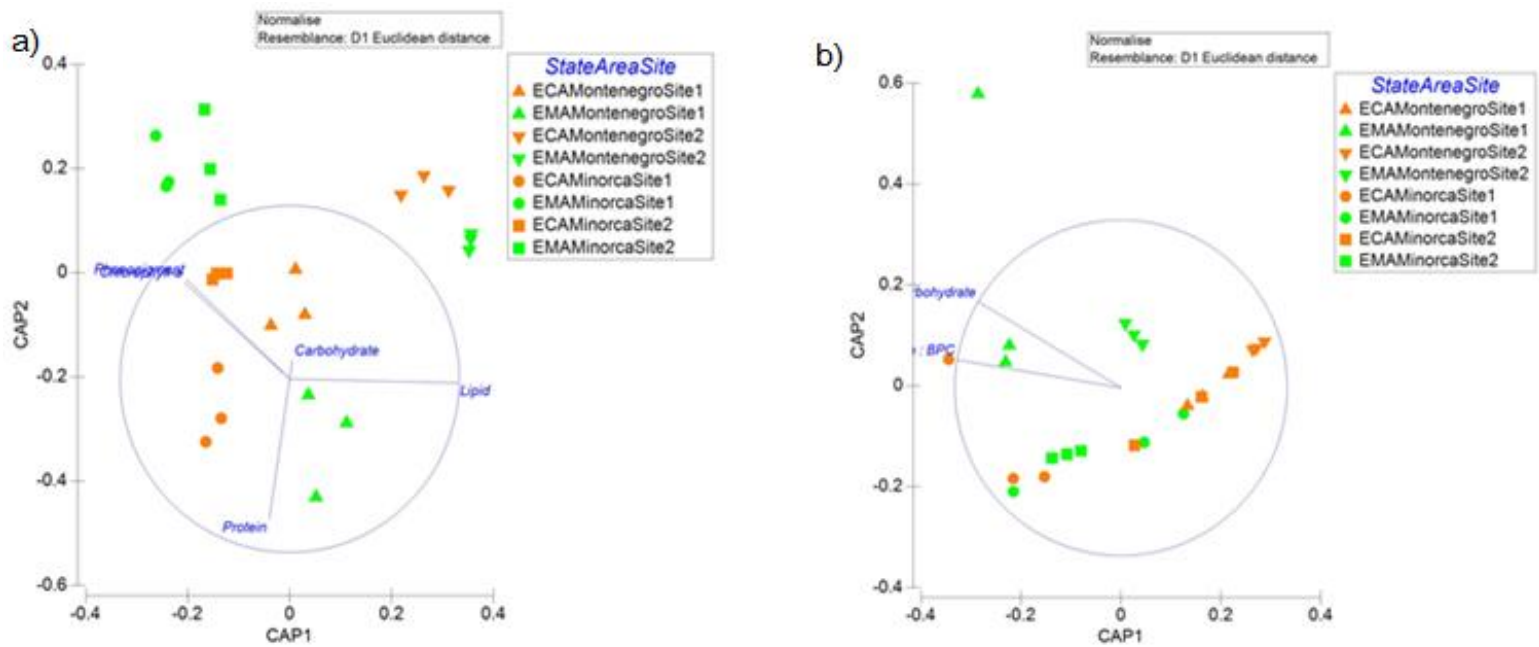 a)
Normalise
Resemblance: D1 Euclidean distance
StateAreaSite
ECAMontenegroSite1
EMAMontenegroSite1
ECAMontenegroSite2
EMAMontenegroSite2
ECAMinorcaSite1
EMAMinorcaSite1
ECAMinorcaSite2
EMAMinorcaSite2
0.4
0.2
0
-0.2
-0.4
-0.6
CAP2
Carbohydrate
Lipid
Protein
-0.4
-0.2
0
0.2
0.4
CAP1
b)
Normalise
Resemblance: D1 Euclidean distance
StateAreaSite
ECAMontenegroSite1
EMAMontenegroSite1
ECAMontenegroSite2
EMAMontenegroSite2
ECAMinorcaSite1
EMAMinorcaSite1
ECAMinorcaSite2
EMAMinorcaSite2
0.6
0.4
0.2
0
-0.2
-0.4
CAP2
rbohydrate
: BPC
-0.4
-0.2
0
0.2
0.4
CAP1